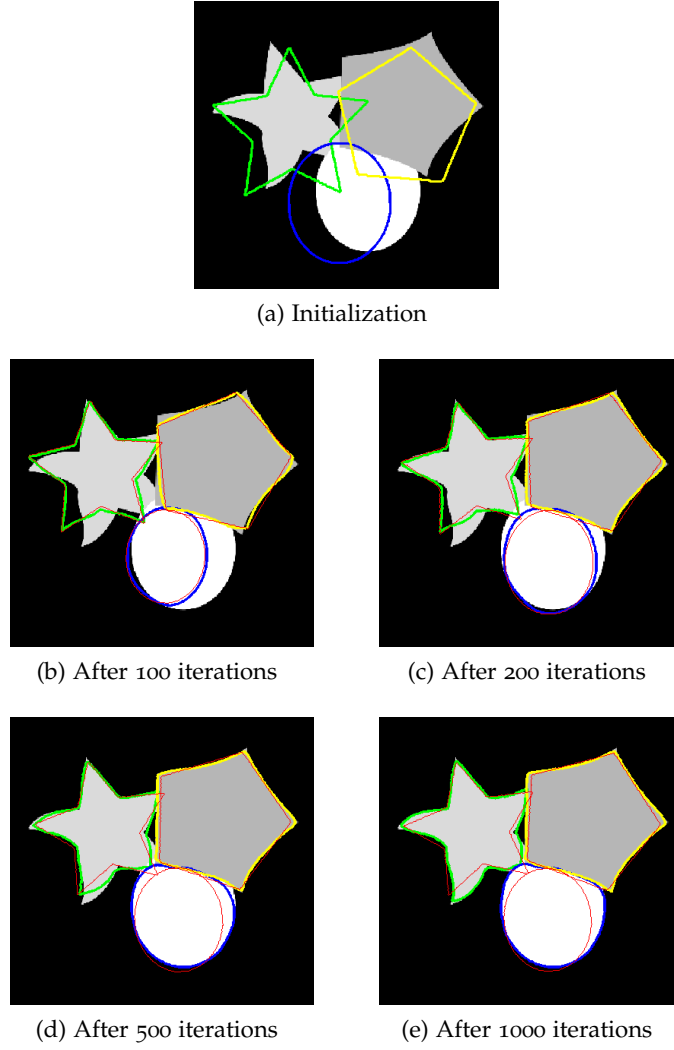 (a) Initialization
(b) After 100 iterations
(c) After 200 iterations
(d) After 500 iterations
(e) After 1000 iterations